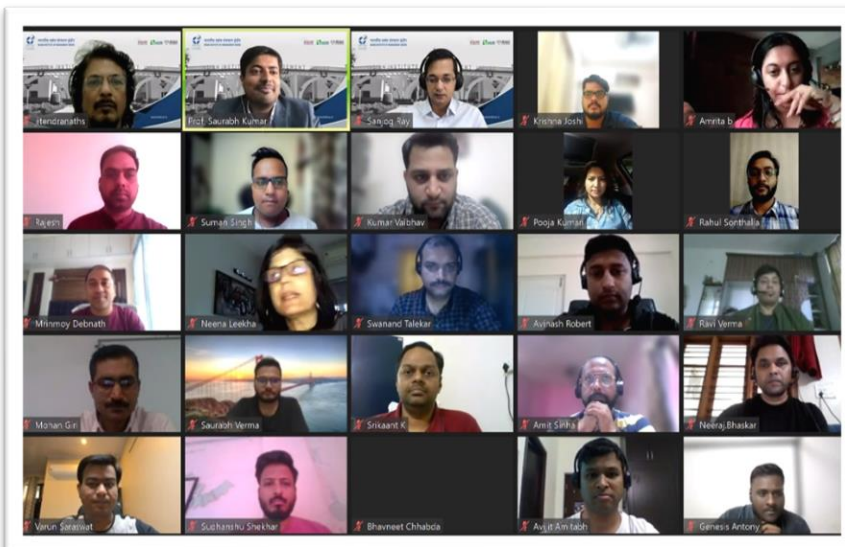 Jitendranaths
Prof. Saurabh Kumar
Sanjog Ray
Krishna Joshi
Amrita b
Rajesh
Suman Singh
Kumar Vaibhav
Pooja Kumari
Rahul Sonthalia
Mrinmoy Debnath
Neena Leekha
Swanand Talekar
Avinash Robert
Ravi Verma
Mohan Giri
Saurabh Verma
Srikaant K
Amit Sinha
Neeraj.Bhaskar
Varun Saraswat
Sudhanshu Shekhar
Bhavneet Chhabda
Avijit Amitabh
Genesis Antony